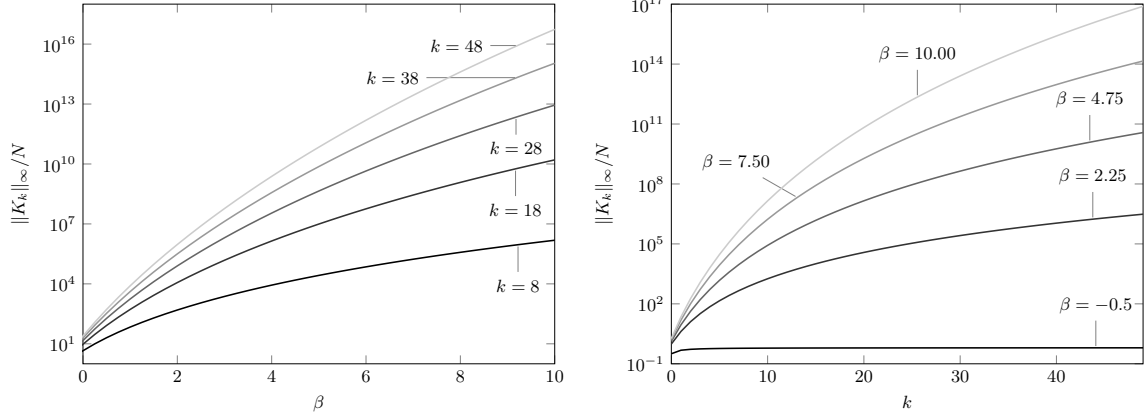 10^{16}
10^{13}
10^{10}
10^{7}
10^{4}
10^{1}
‖K_k‖_∞/N
k = 48
k = 38
k = 28
k = 18
k = 8
0 2 4 6 8 10
β
10^{17}
10^{14}
10^{11}
10^{8}
10^{5}
10^{2}
10^{−1}
‖K_k‖_∞/N
β = 10.00
β = 4.75
β = 7.50
β = 2.25
β = −0.5
0 10 20 30 40
k